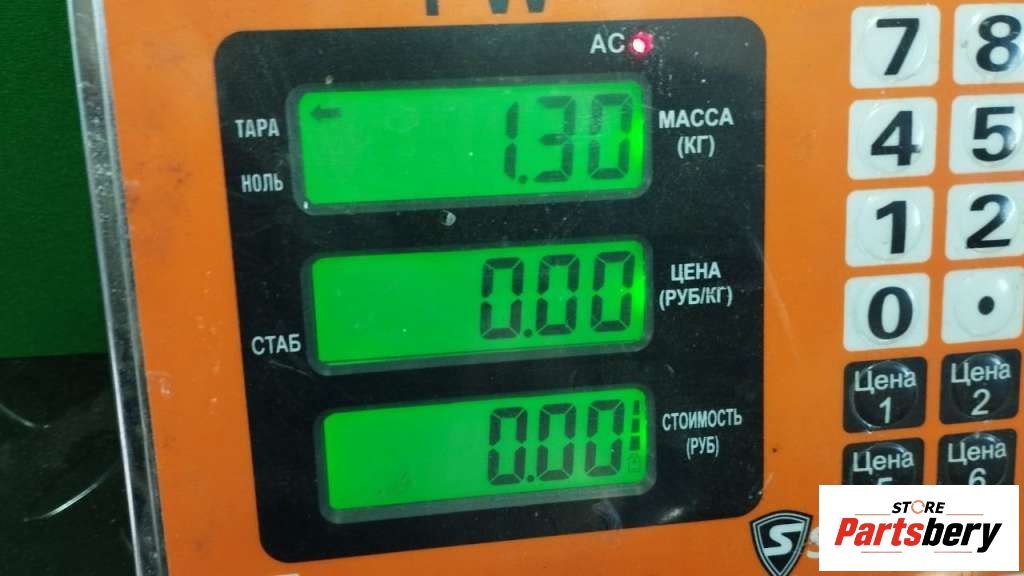 AC
ТАРА
1.30
МАССА
(КГ)
НОЛЬ
0.00
ЦЕНА
(РУБ/КГ)
СТАБ
0.00
СТОИМОСТЬ
(РУБ)
7 8
4 5
1 2
0 .
Цена
1
Цена
2
Цена
Цена
6
S
STORE
Partsbery